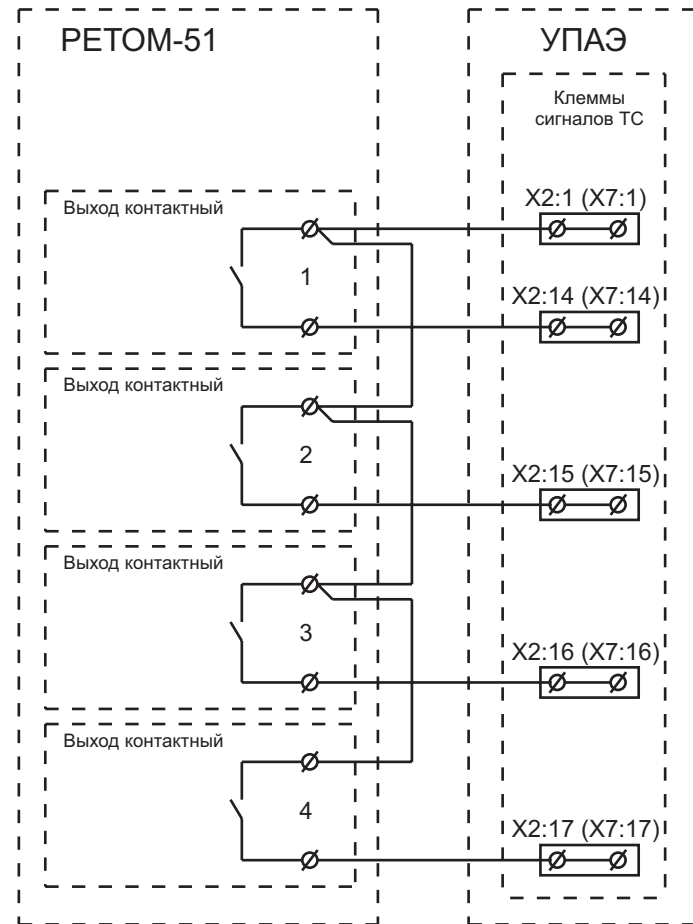 РЕТОМ-51
УПАЭ
Клеммы
сигналов ТС
Выход контактный
1
X2:1 (X7:1)
X2:14 (X7:14)
Выход контактный
2
X2:15 (X7:15)
Выход контактный
3
X2:16 (X7:16)
Выход контактный
4
X2:17 (X7:17)